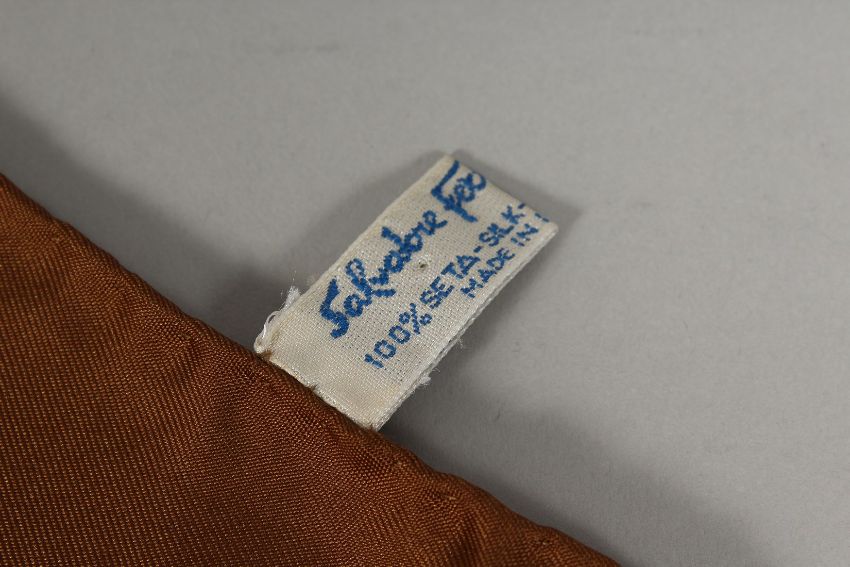 Salvatore Fer
100% SETA-SILK-
MADE IN